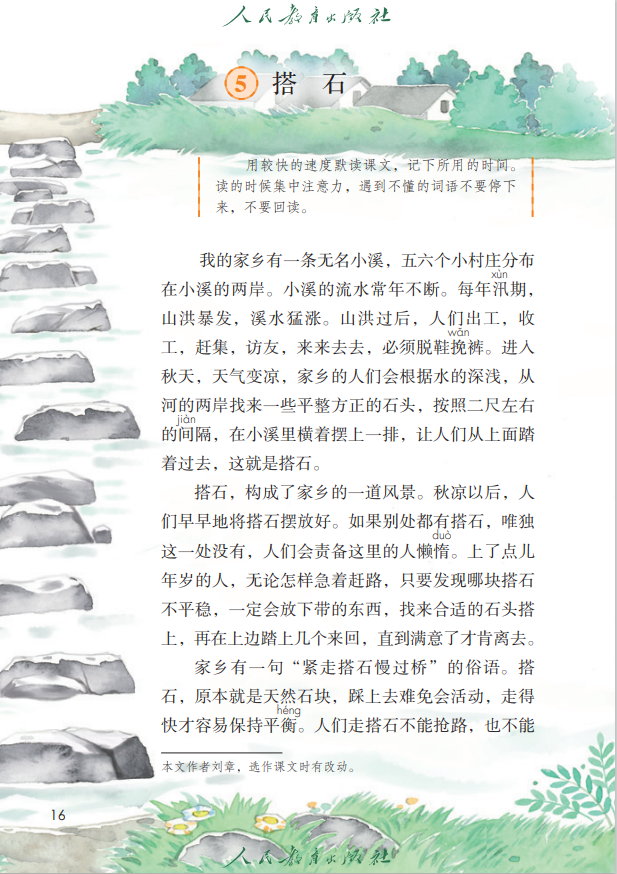 人民教育出版社
5 搭石
用较快的速度默读课文，记下所用的时间。
读的时候集中注意力，遇到不懂的词语不要停下
来，不要回读。
我的家乡有一条无名小溪，五六个小村庄分布
xùn
在小溪的两岸。小溪的流水常年不断。每年汛期，
山洪暴发，溪水猛涨。山洪过后，人们出工，收
wǎn
工，赶集，访友，来来去去，必须脱鞋挽裤。进入
秋天，天气变凉，家乡的人们会根据水的深浅，从
河的两岸找来一些平整方正的石头，按照二尺左右
jiàn
的间隔，在小溪里横着摆上一排，让人们从上面踏
着过去，这就是搭石。
搭石，构成了家乡的一道风景。秋凉以后，人
们早早地将搭石摆放好。如果别处都有搭石，唯独
duò
这一处没有，人们会责备这里的人懒惰。上了点儿
年岁的人，无论怎样急着赶路，只要发现哪块搭石
不平稳，一定会放下带的东西，找来合适的石头搭
上，再在上边踏上几个来回，直到满意了才肯离去。
家乡有一句“紧走搭石慢过桥”的俗语。搭
石，原本就是天然石块，踩上去难免会活动，走得
héng
快才容易保持平衡。人们走搭石不能抢路，也不能
本文作者刘章，选作课文时有改动。
16
人民教育出版社